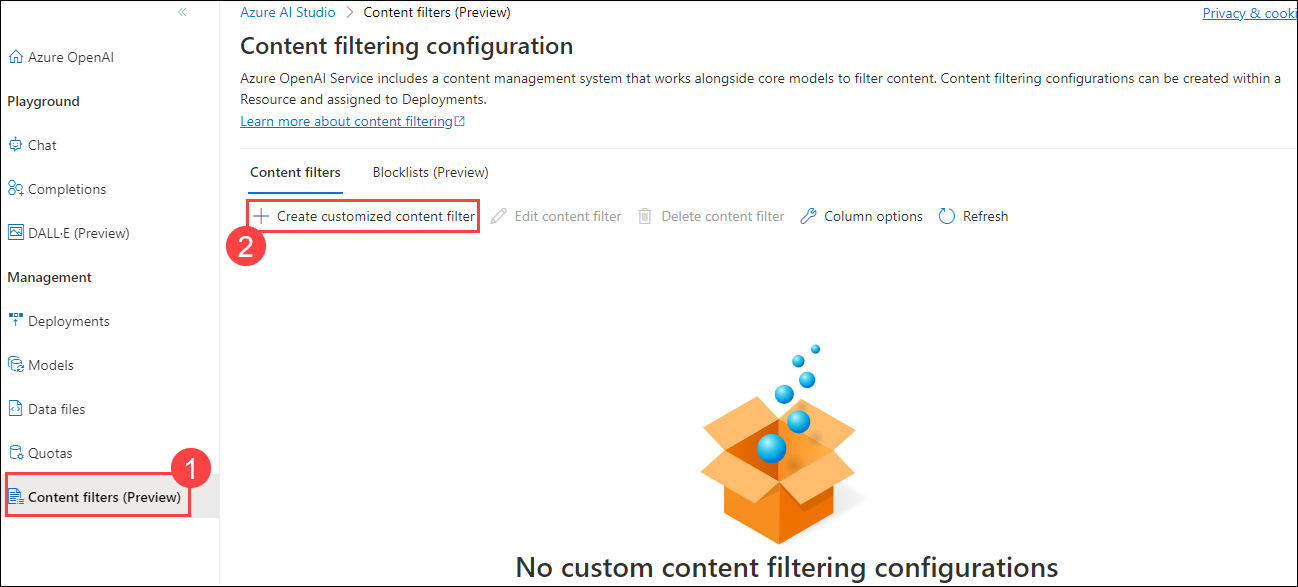 Azure AI Studio > Content filters (Preview)
Privacy & cooki
Azure OpenAI
Playground
Chat
Completions
DALL·E (Preview)
Management
Deployments
Models
Data files
Quotas
1
Content filters (Preview)
Content filtering configuration
Azure OpenAI Service includes a content management system that works alongside core models to filter content. Content filtering configurations can be created within a
Resource and assigned to Deployments.
Learn more about content filtering
Content filters Blocklists (Preview)
Create customized content filter Edit content filter Delete content filter Column options Refresh
2
No custom content filtering configurations